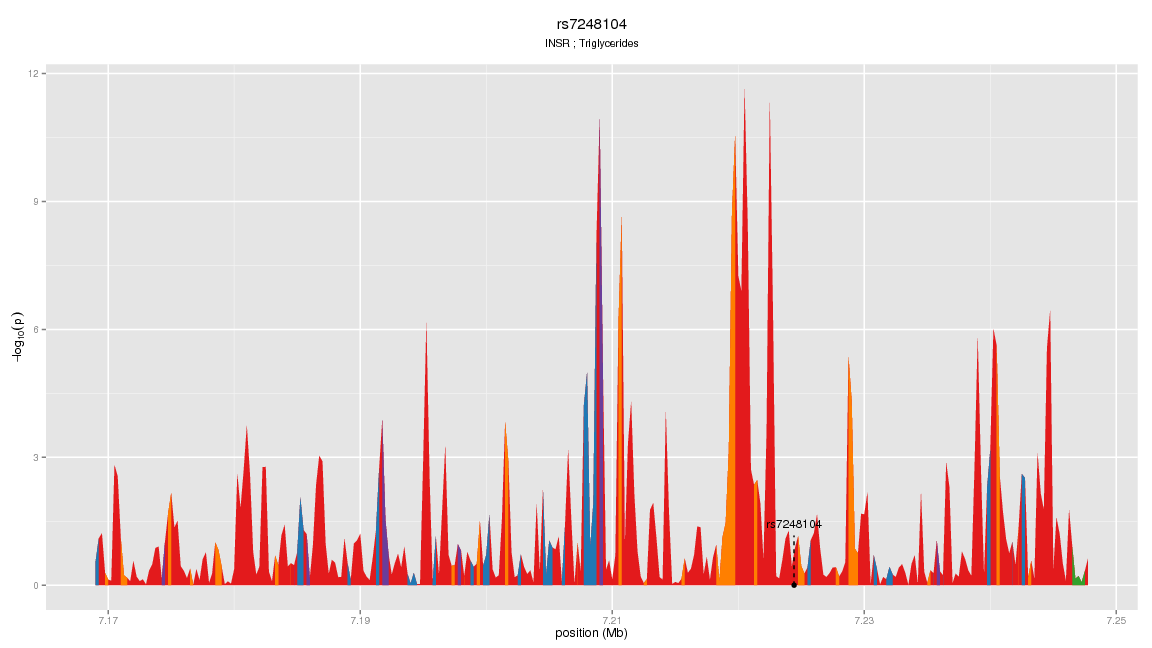 rs7248104
INSR ; Triglycerides
12
9
6
3
0
−log10(p)
rs7248104
7.17
7.19
7.21
7.23
7.25
position (Mb)